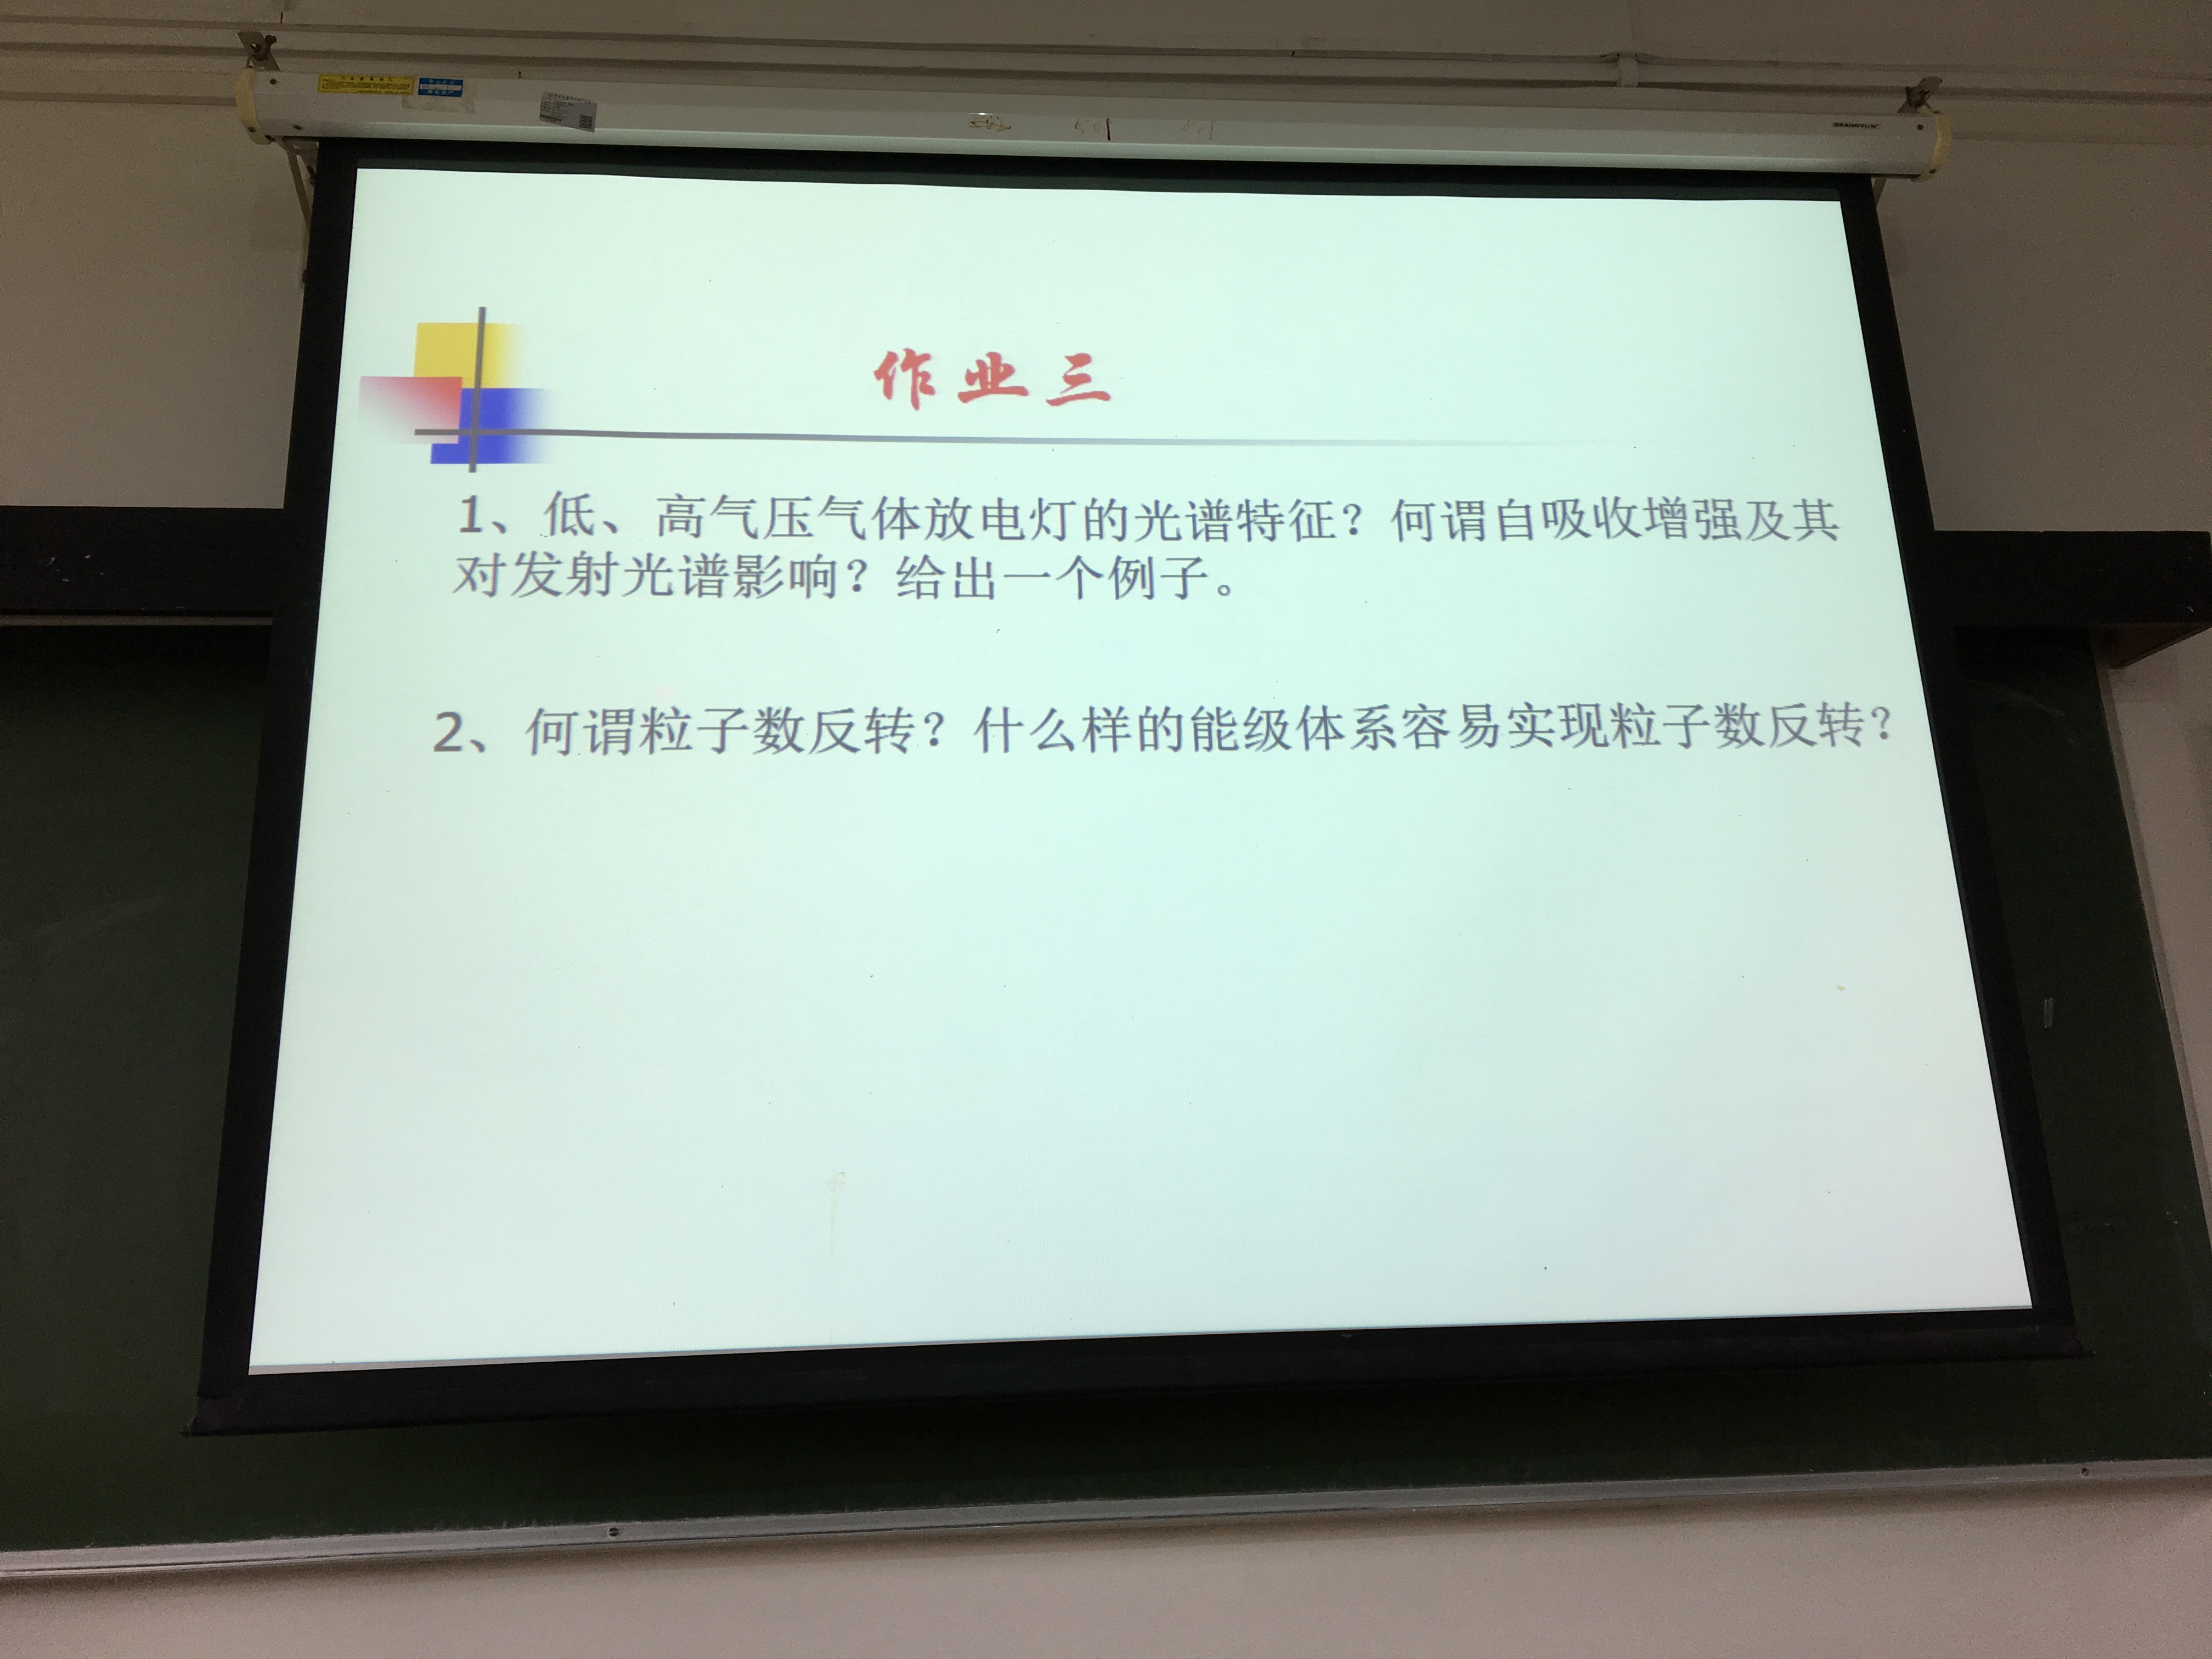 作业三
1、低、高气压气体放电灯的光谱特征？何谓自吸收增强及其
对发射光谱影响？给出一个例子。
2、何谓粒子数反转？什么样的能级体系容易实现粒子数反转？